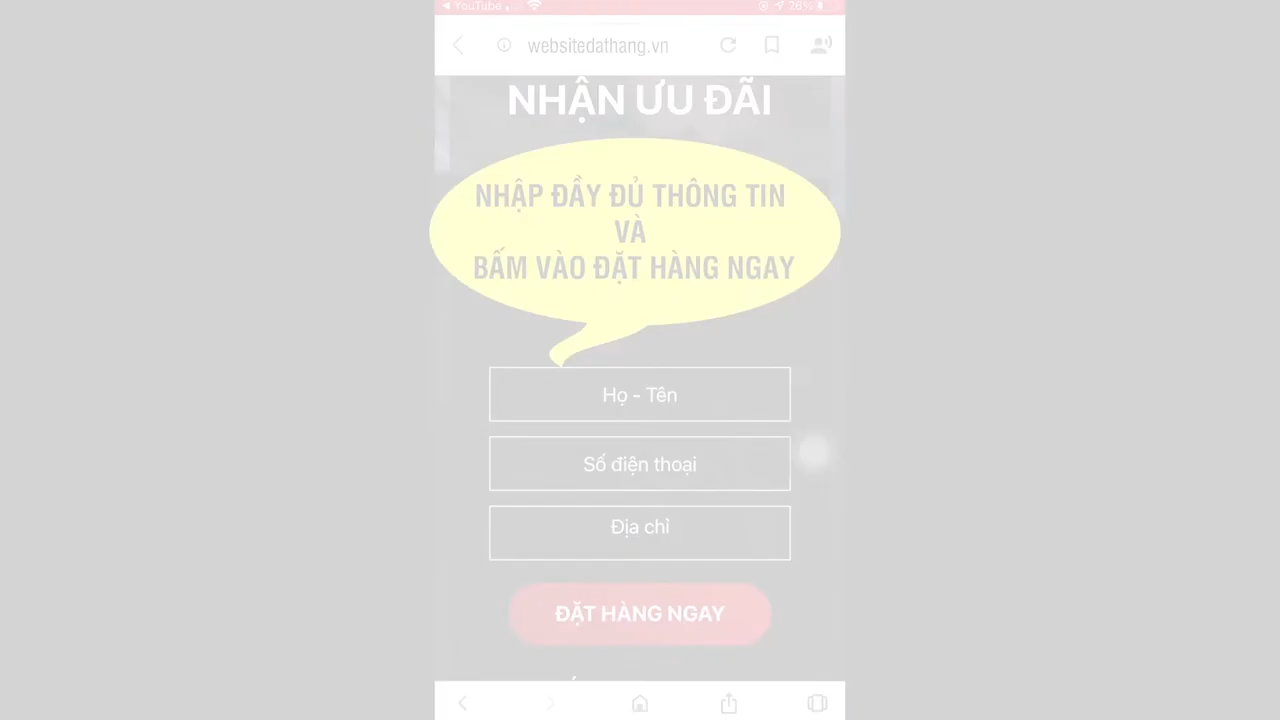 YouTube
26%
websitedathang.vn
NHẬN ƯU ĐÃI
NHẬP ĐẦY ĐỦ THÔNG TIN
VÀ
BẤM VÀO ĐẶT HÀNG NGAY
Họ - Tên
Số điện thoại
Địa chỉ
ĐẶT HÀNG NGAY